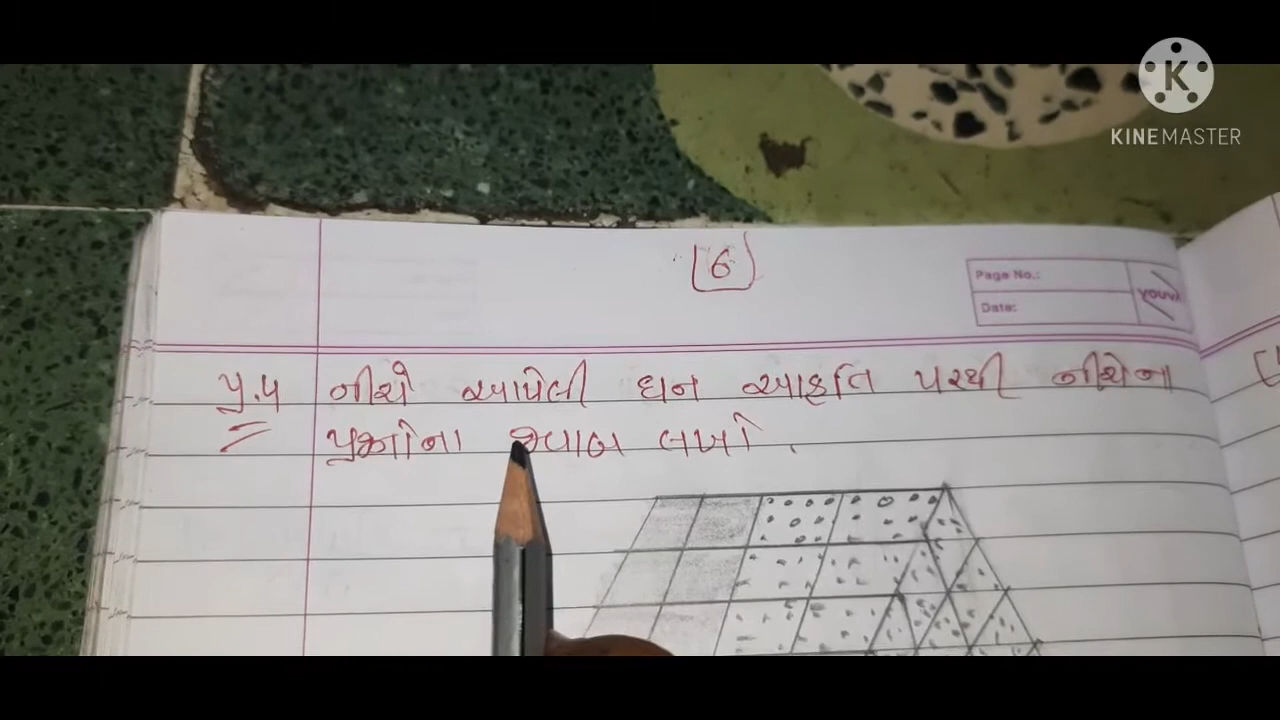 KINEMASTER
[6]
Page No.:
Date:
YOUVA
પ્ર.૫ નીચે આપેલી ઘન આકૃતિ પરથી નીચેના
પ્રશ્નોના જવાબ લખો.